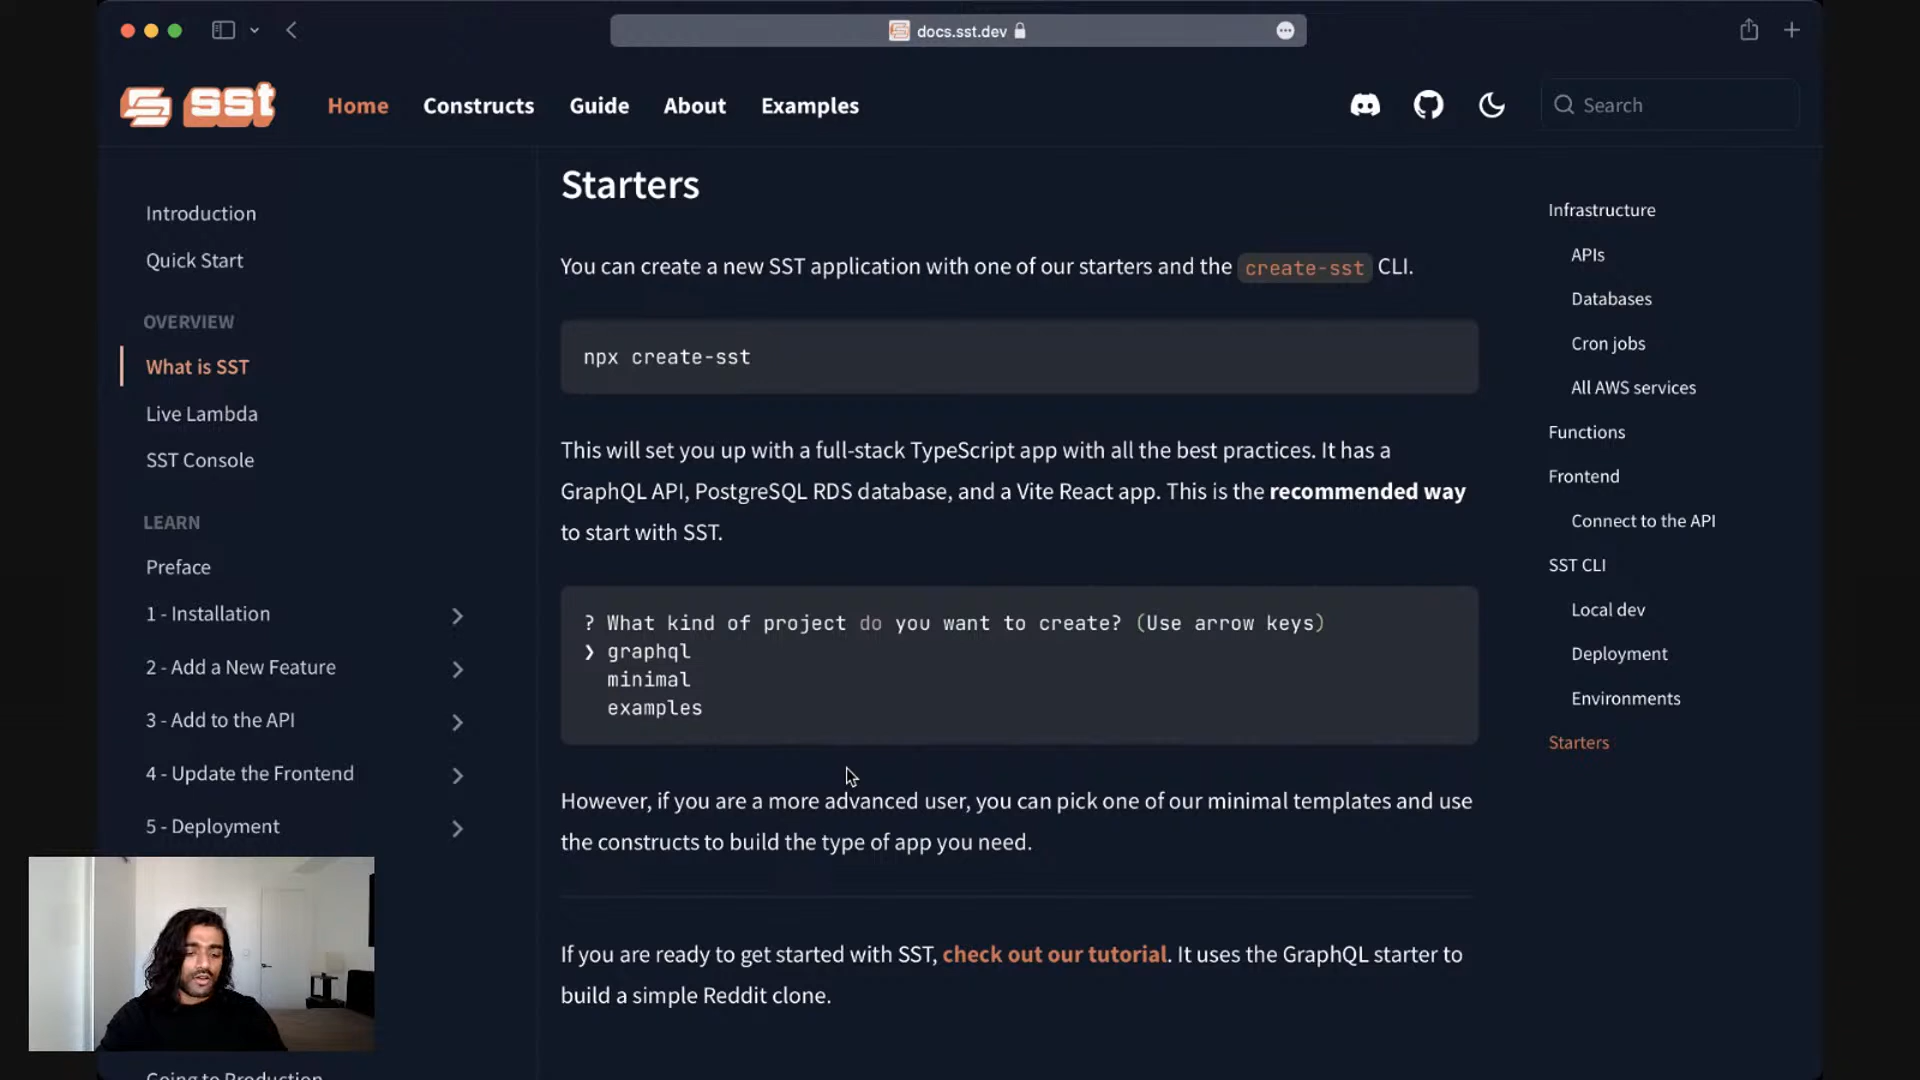 docs.sst.dev
sst
Home
Constructs
Guide
About
Examples
Search
Introduction
Quick Start
OVERVIEW
What is SST
Live Lambda
SST Console
LEARN
Preface
1 - Installation
2 - Add a New Feature
3 - Add to the API
4 - Update the Frontend
5 - Deployment
Going to Production
Starters
You can create a new SST application with one of our starters and the create-sst CLI.
npx create-sst
This will set you up with a full-stack TypeScript app with all the best practices. It has a
GraphQL API, PostgreSQL RDS database, and a Vite React app. This is the recommended way
to start with SST.
? What kind of project do you want to create? (Use arrow keys)
❯ graphql
minimal
examples
However, if you are a more advanced user, you can pick one of our minimal templates and use
the constructs to build the type of app you need.
If you are ready to get started with SST, check out our tutorial. It uses the GraphQL starter to
build a simple Reddit clone.
Infrastructure
APIs
Databases
Cron jobs
All AWS services
Functions
Frontend
Connect to the API
SST CLI
Local dev
Deployment
Environments
Starters